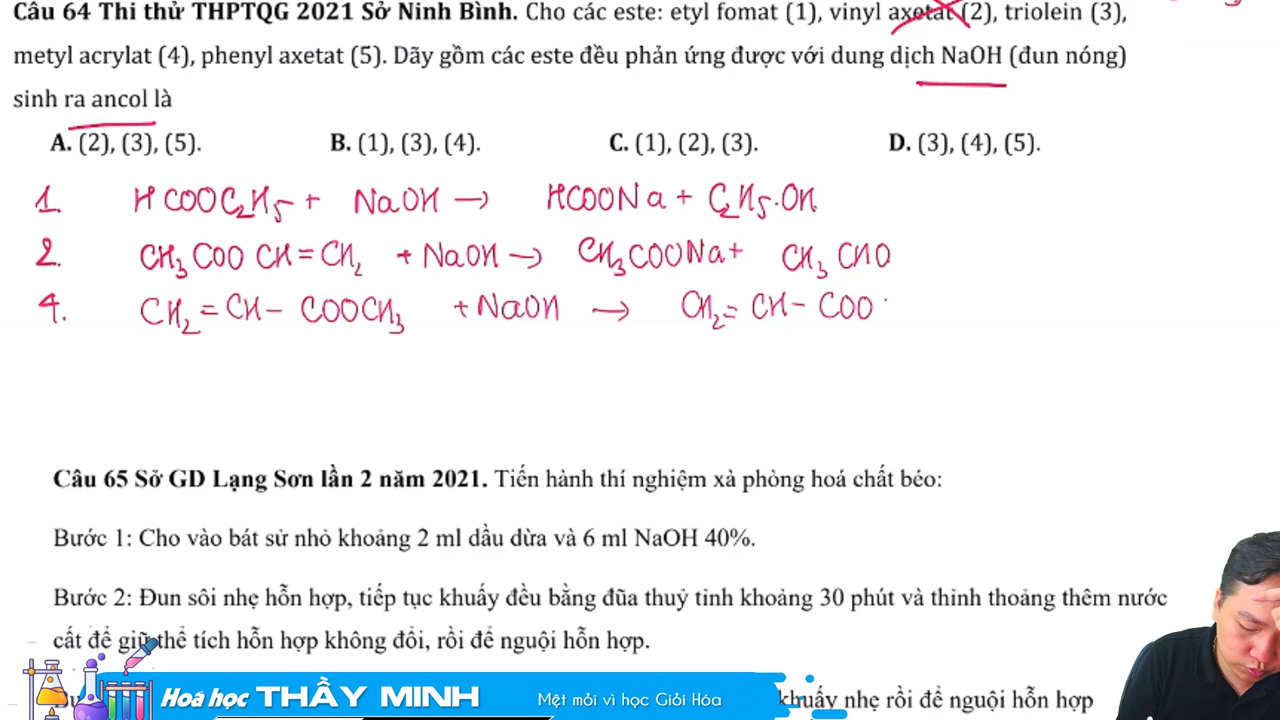 Câu 64 Thi thử THPTQG 2021 Sở Ninh Bình. Cho các este: etyl fomat (1), vinyl axetat (2), triolein (3),
metyl acrylat (4), phenyl axetat (5). Dãy gồm các este đều phản ứng được với dung dịch NaOH (đun nóng)
sinh ra ancol là
A. (2), (3), (5). B. (1), (3), (4). C. (1), (2), (3). D. (3), (4), (5).
1. HCOOC2H5 + NaOH → HCOONa + C2H5.OH
2. CH3COOCH=CH2 + NaOH → CH3COONa + CH3CHO
4. CH2=CH-COOCH3 + NaOH → CH2=CH-COO
Câu 65 Sở GD Lạng Sơn lần 2 năm 2021. Tiến hành thí nghiệm xà phòng hoá chất béo:
Bước 1: Cho vào bát sử nhỏ khoảng 2 ml dầu dừa và 6 ml NaOH 40%.
Bước 2: Đun sôi nhẹ hỗn hợp, tiếp tục khuấy đều bằng đũa thuỷ tinh khoảng 30 phút và thỉnh thoảng thêm nước
cất để giữ thể tích hỗn hợp không đổi, rồi để nguội hỗn hợp.
khuấy nhẹ rồi để nguội hỗn hợp
Hoá học THẦY MINH Mệt mỏi vì học Giỏi Hóa